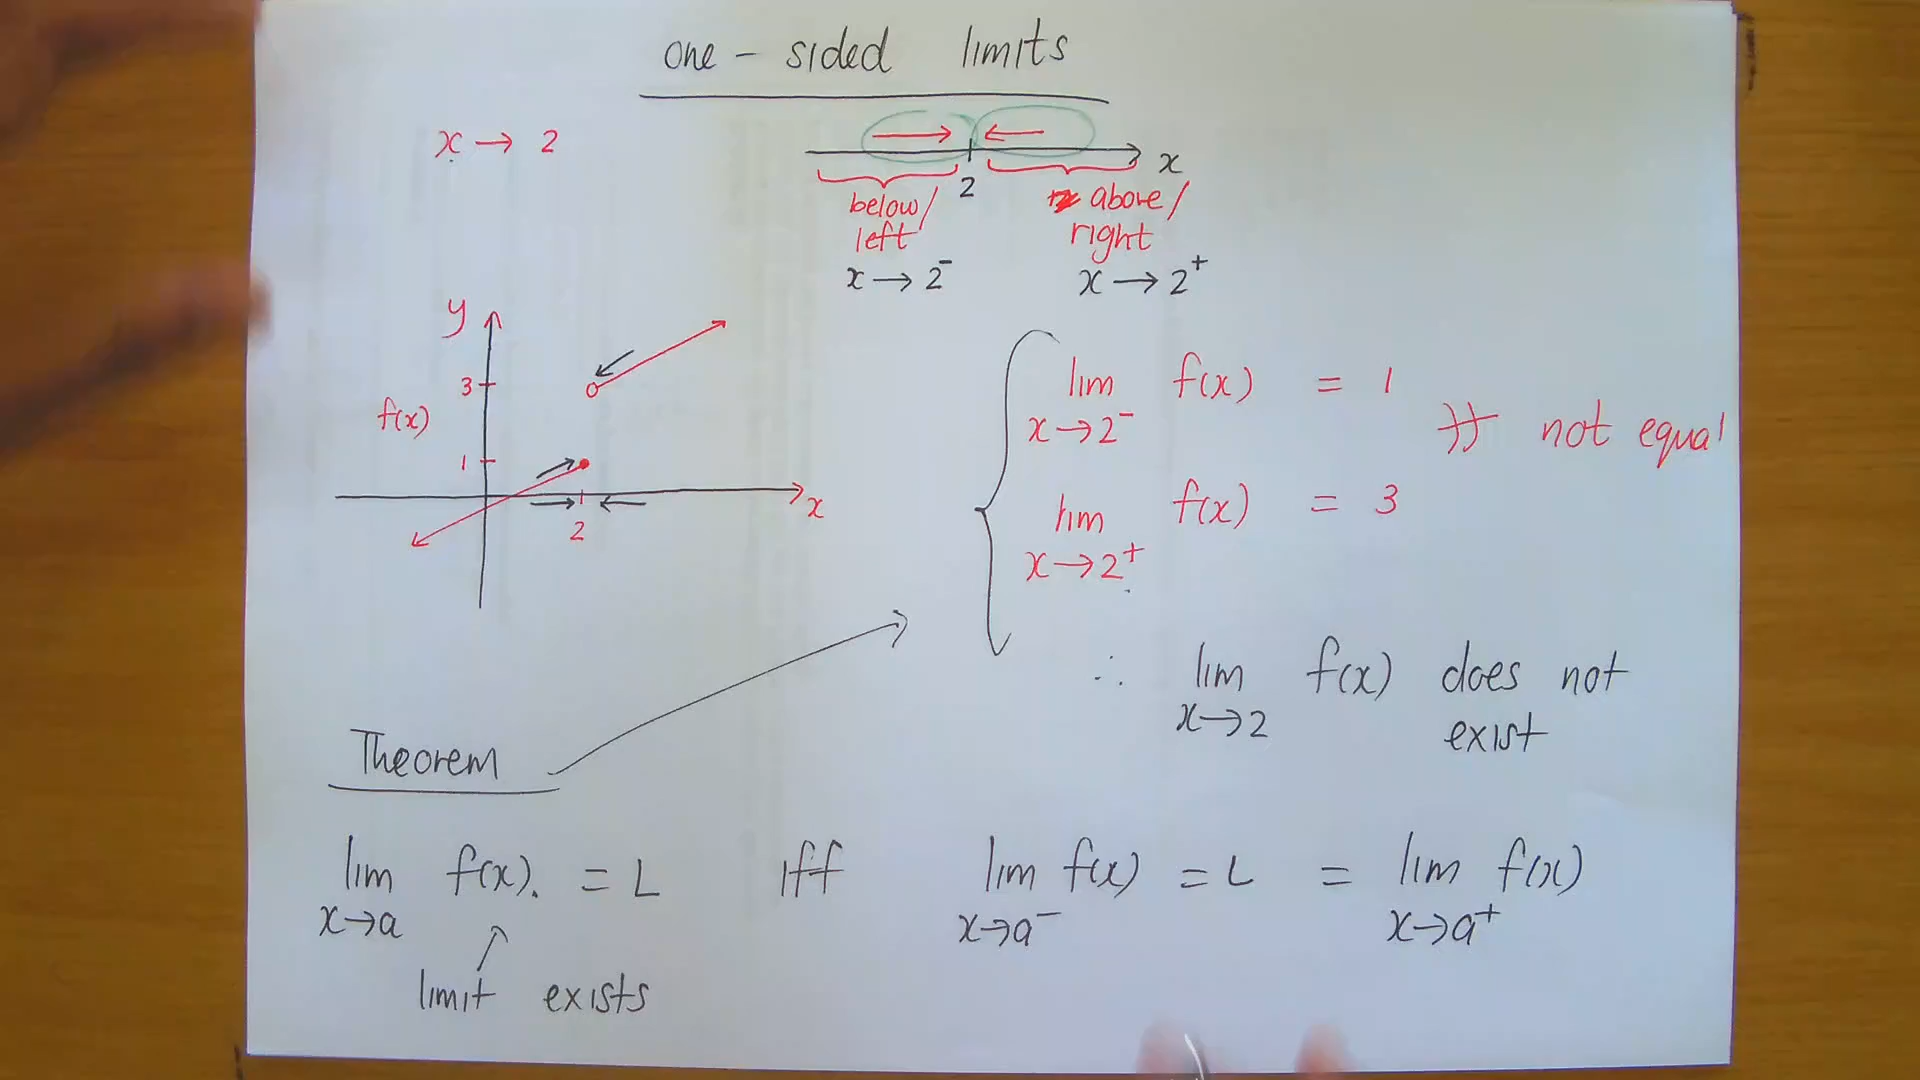 one-sided limits
x → 2
x
2
below/
left
above/
right
x → 2⁻
x → 2⁺
y
3
f(x)
1
2
x
lim f(x) = 1
x→2⁻
not equal
lim f(x) = 3
x→2⁺
∴ lim f(x) does not
x→2
exist
Theorem
lim f(x) = L iff lim f(x) = L = lim f(x)
x→a x→a⁻ x→a⁺
limit exists